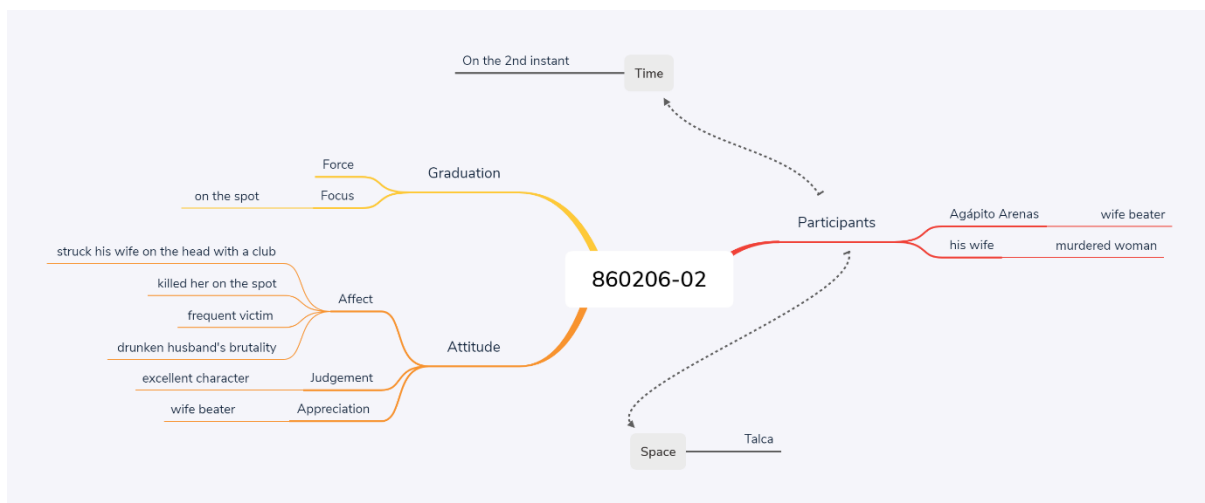 On the 2nd instant
Time
Force
Graduation
on the spot
Focus
Participants
Agápito Arenas
wife beater
his wife
murdered woman
struck his wife on the head with a club
860206-02
killed her on the spot
Affect
frequent victim
drunken husband's brutality
Attitude
excellent character
Judgement
wife beater
Appreciation
Space
Talca